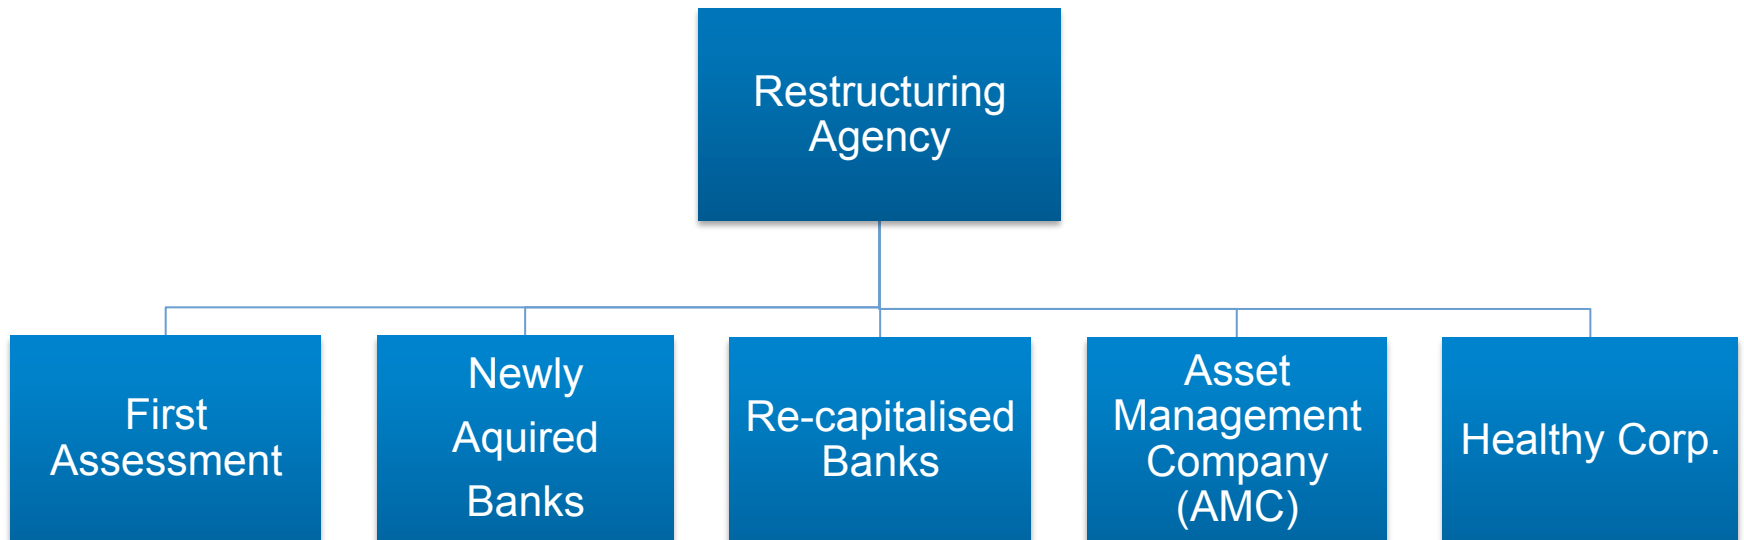 Restructuring
Agency
First
Assessment
Newly
Aquired
Banks
Re-capitalised
Banks
Asset
Management
Company
(AMC)
Healthy Corp.